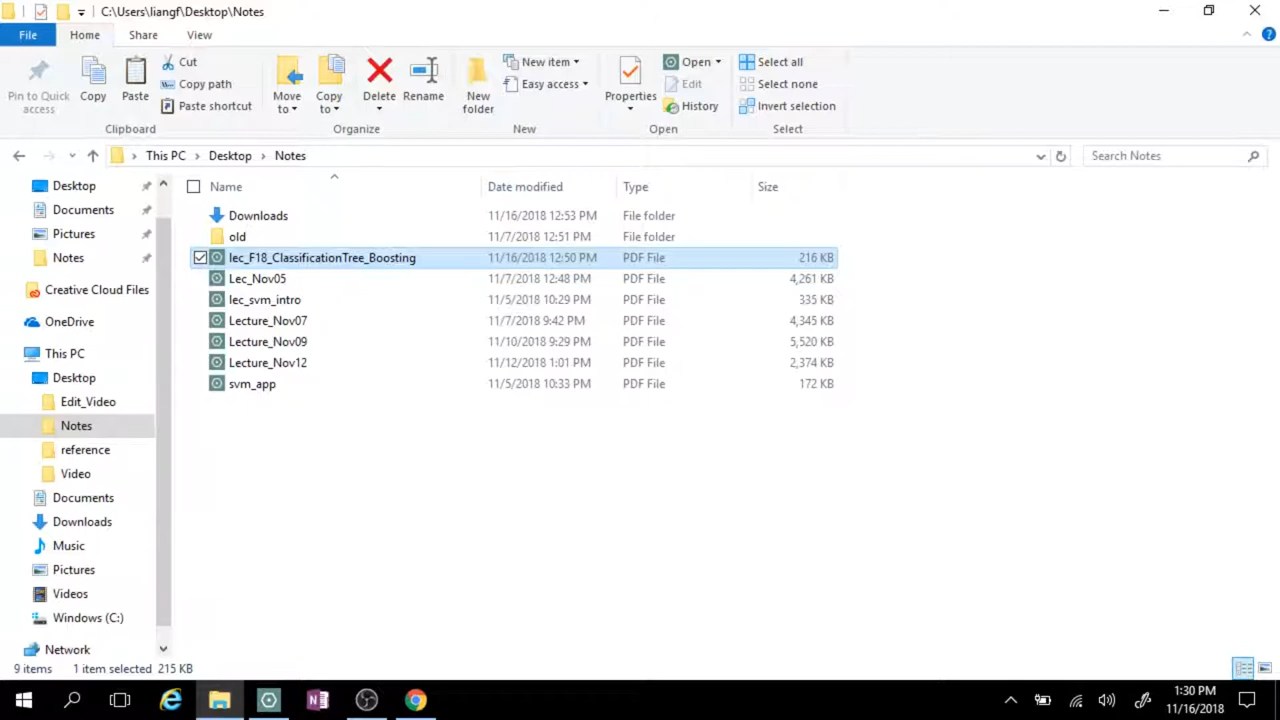 C:\Users\liangf\Desktop\Notes
File Home Share View
Pin to Quick access
Copy
Paste
Cut
Copy path
Paste shortcut
Clipboard
Move to
Copy to
Delete
Rename
Organize
New folder
New item
Easy access
New
Properties
Open
Edit
History
Open
Select all
Select none
Invert selection
Select
This PC › Desktop › Notes
Search Notes
Desktop
Documents
Pictures
Notes
Creative Cloud Files
OneDrive
This PC
Desktop
Edit_Video
Notes
reference
Video
Documents
Downloads
Music
Pictures
Videos
Windows (C:)
Network
Name Date modified Type Size
Downloads 11/16/2018 12:53 PM File folder
old 11/7/2018 12:51 PM File folder
lec_F18_ClassificationTree_Boosting 11/16/2018 12:50 PM PDF File 216 KB
Lec_Nov05 11/7/2018 12:48 PM PDF File 4,261 KB
lec_svm_intro 11/5/2018 10:29 PM PDF File 335 KB
Lecture_Nov07 11/7/2018 9:42 PM PDF File 4,345 KB
Lecture_Nov09 11/10/2018 9:29 PM PDF File 5,520 KB
Lecture_Nov12 11/12/2018 1:01 PM PDF File 2,374 KB
svm_app 11/5/2018 10:33 PM PDF File 172 KB
9 items 1 item selected 215 KB
1:30 PM
11/16/2018